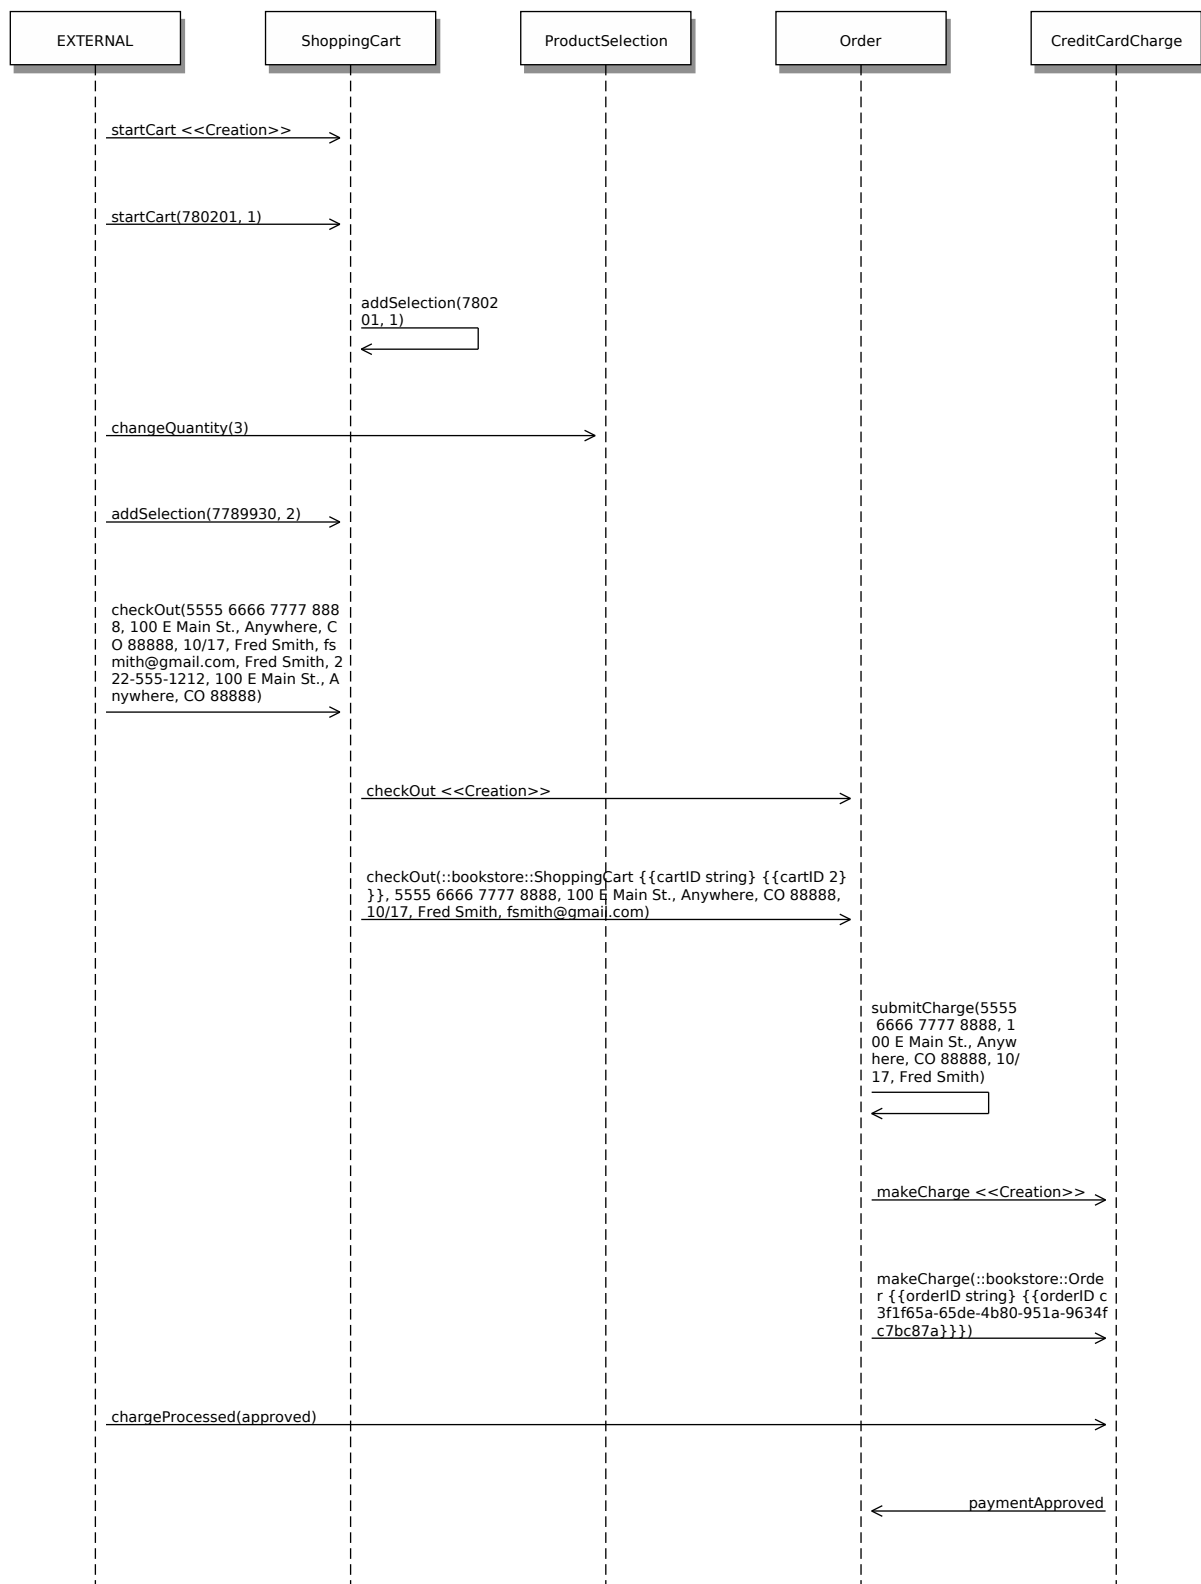 EXTERNAL
ShoppingCart
ProductSelection
Order
CreditCardCharge
startCart <<Creation>>
startCart(780201, 1)
addSelection(7802
01, 1)
changeQuantity(3)
addSelection(7789930, 2)
checkOut(5555 6666 7777 888
8, 100 E Main St., Anywhere, C
O 88888, 10/17, Fred Smith, fs
mith@gmail.com, Fred Smith, 2
22-555-1212, 100 E Main St., A
nywhere, CO 88888)
checkOut <<Creation>>
checkOut(::bookstore::ShoppingCart {{cartID string} {{cartID 2}
}}, 5555 6666 7777 8888, 100 E Main St., Anywhere, CO 88888,
10/17, Fred Smith, fsmith@gmail.com)
submitCharge(5555
6666 7777 8888, 1
00 E Main St., Anyw
here, CO 88888, 10/
17, Fred Smith)
makeCharge <<Creation>>
makeCharge(::bookstore::Orde
r {{orderID string} {{orderID c
3f1f65a-65de-4b80-951a-9634f
c7bc87a}}})
chargeProcessed(approved)
paymentApproved